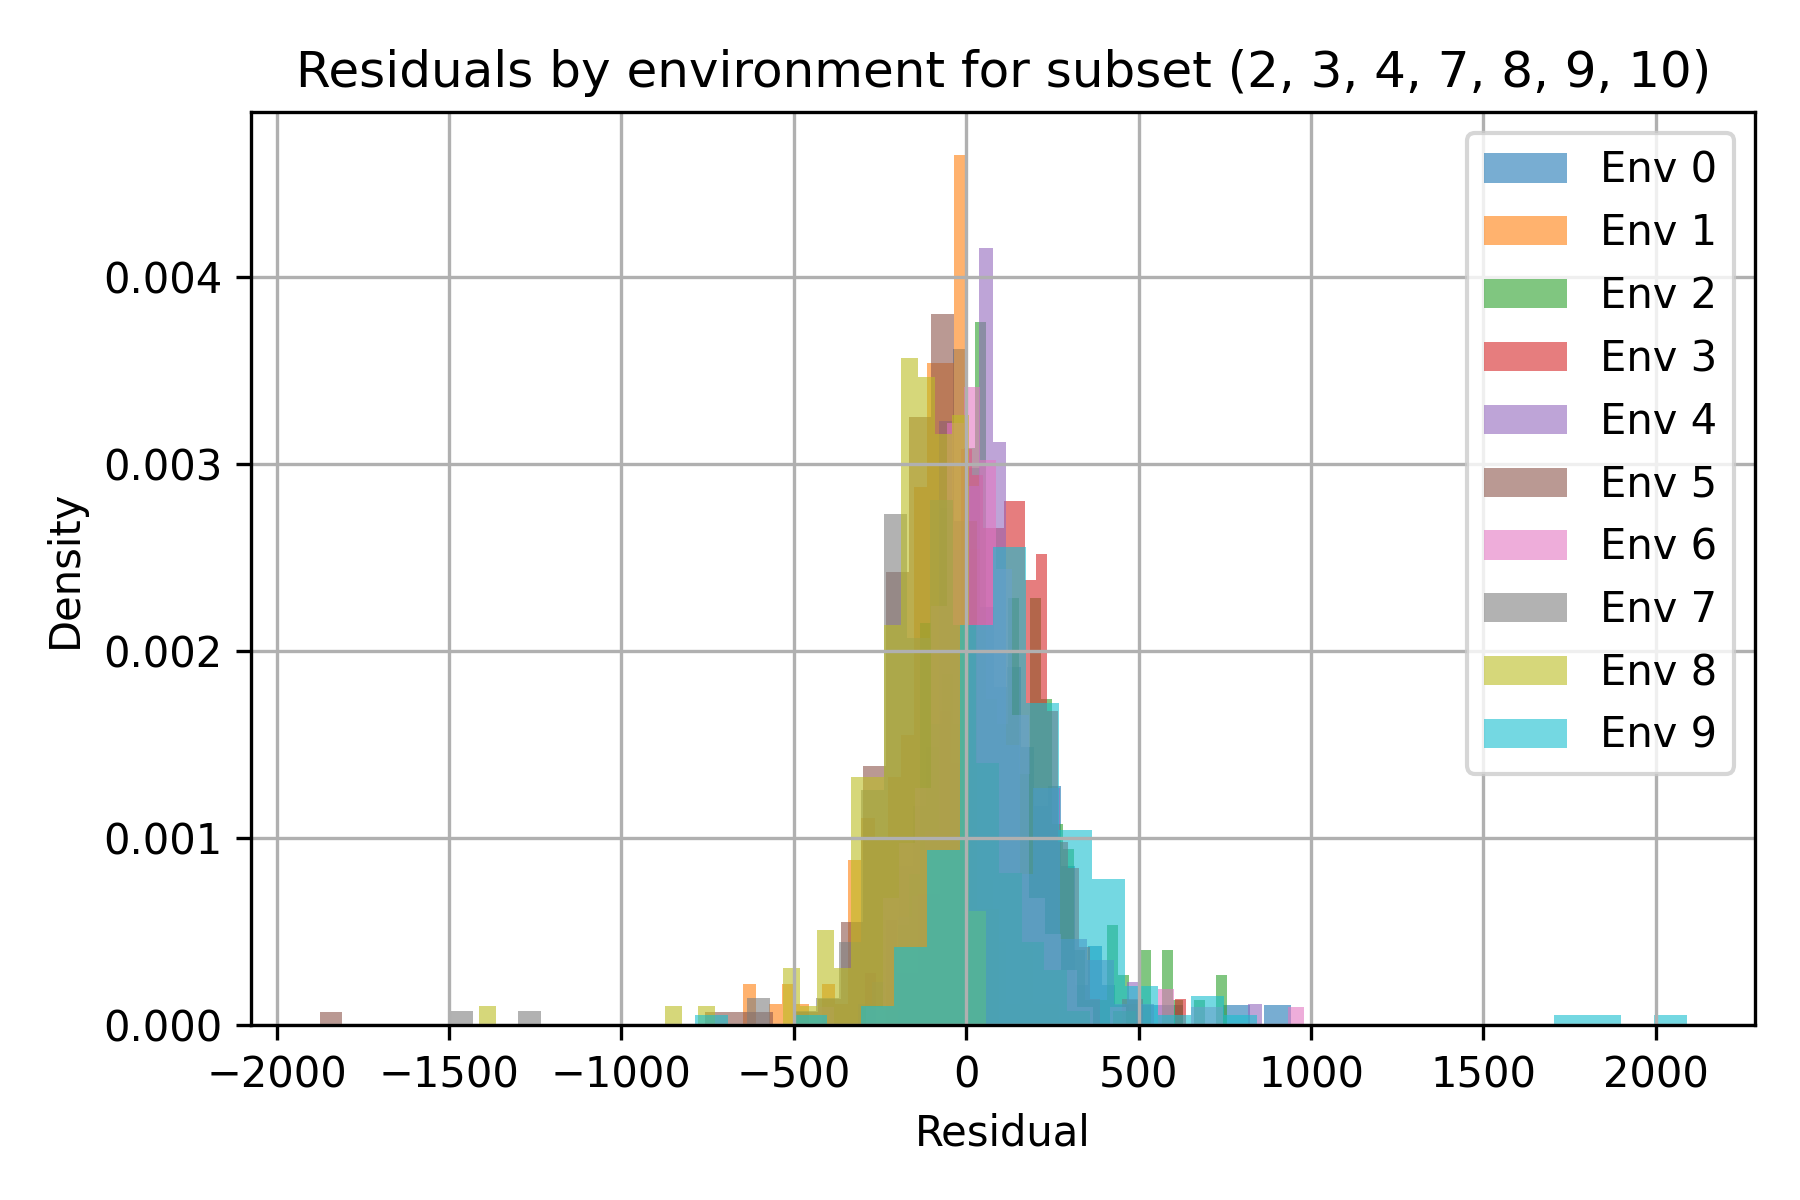 Residuals by environment for subset (2, 3, 4, 7, 8, 9, 10)
Env 0
Env 1
Env 2
Env 3
Env 4
Env 5
Env 6
Env 7
Env 8
Env 9
Density
0.004
0.003
0.002
0.001
0.000
−2000 −1500 −1000 −500 0 500 1000 1500 2000
Residual